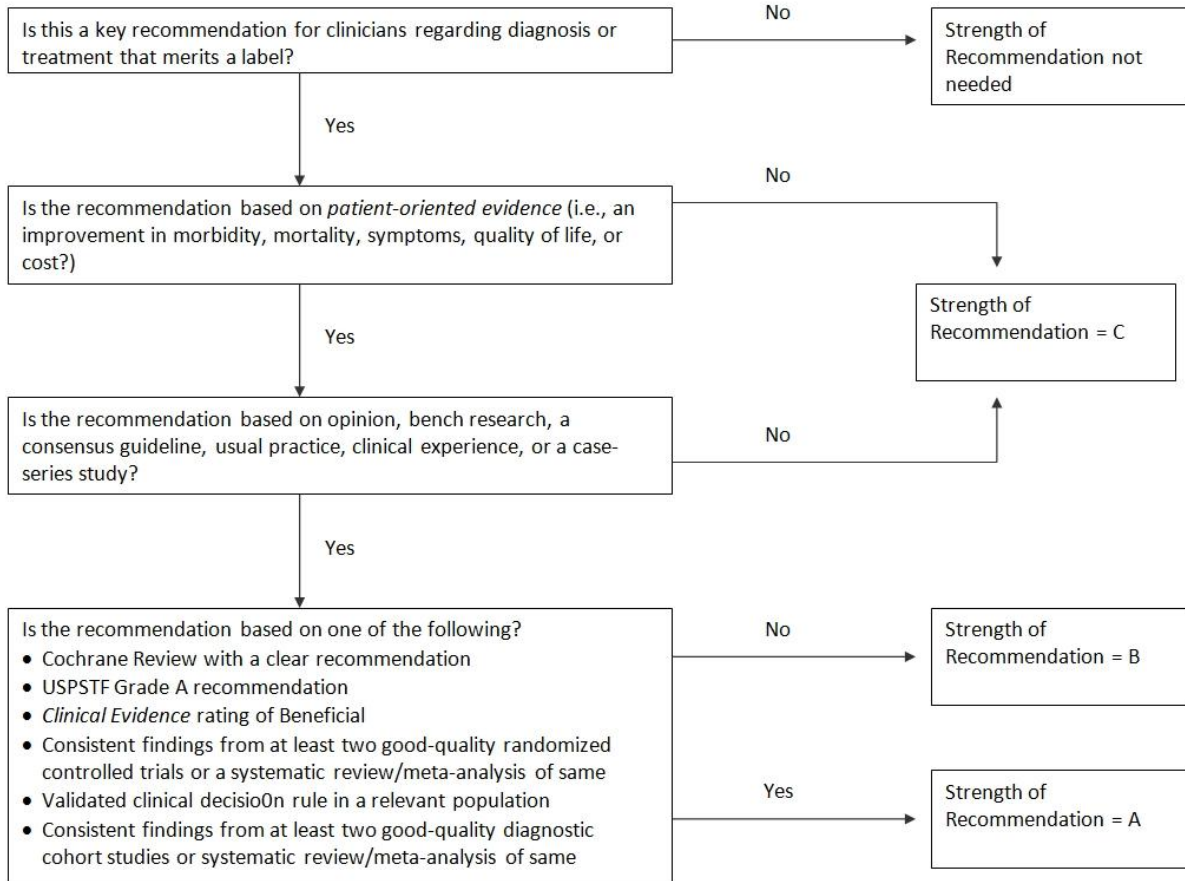 Is this a key recommendation for clinicians regarding diagnosis or
treatment that merits a label?
No
Strength of
Recommendation not
needed
Yes
Is the recommendation based on patient-oriented evidence (i.e., an
improvement in morbidity, mortality, symptoms, quality of life, or
cost?)
No
Strength of
Recommendation = C
Yes
Is the recommendation based on opinion, bench research, a
consensus guideline, usual practice, clinical experience, or a case-
series study?
No
Yes
Is the recommendation based on one of the following?
• Cochrane Review with a clear recommendation
• USPSTF Grade A recommendation
• Clinical Evidence rating of Beneficial
• Consistent findings from at least two good-quality randomized
controlled trials or a systematic review/meta-analysis of same
• Validated clinical decisio0n rule in a relevant population
• Consistent findings from at least two good-quality diagnostic
cohort studies or systematic review/meta-analysis of same
No
Strength of
Recommendation = B
Yes
Strength of
Recommendation = A